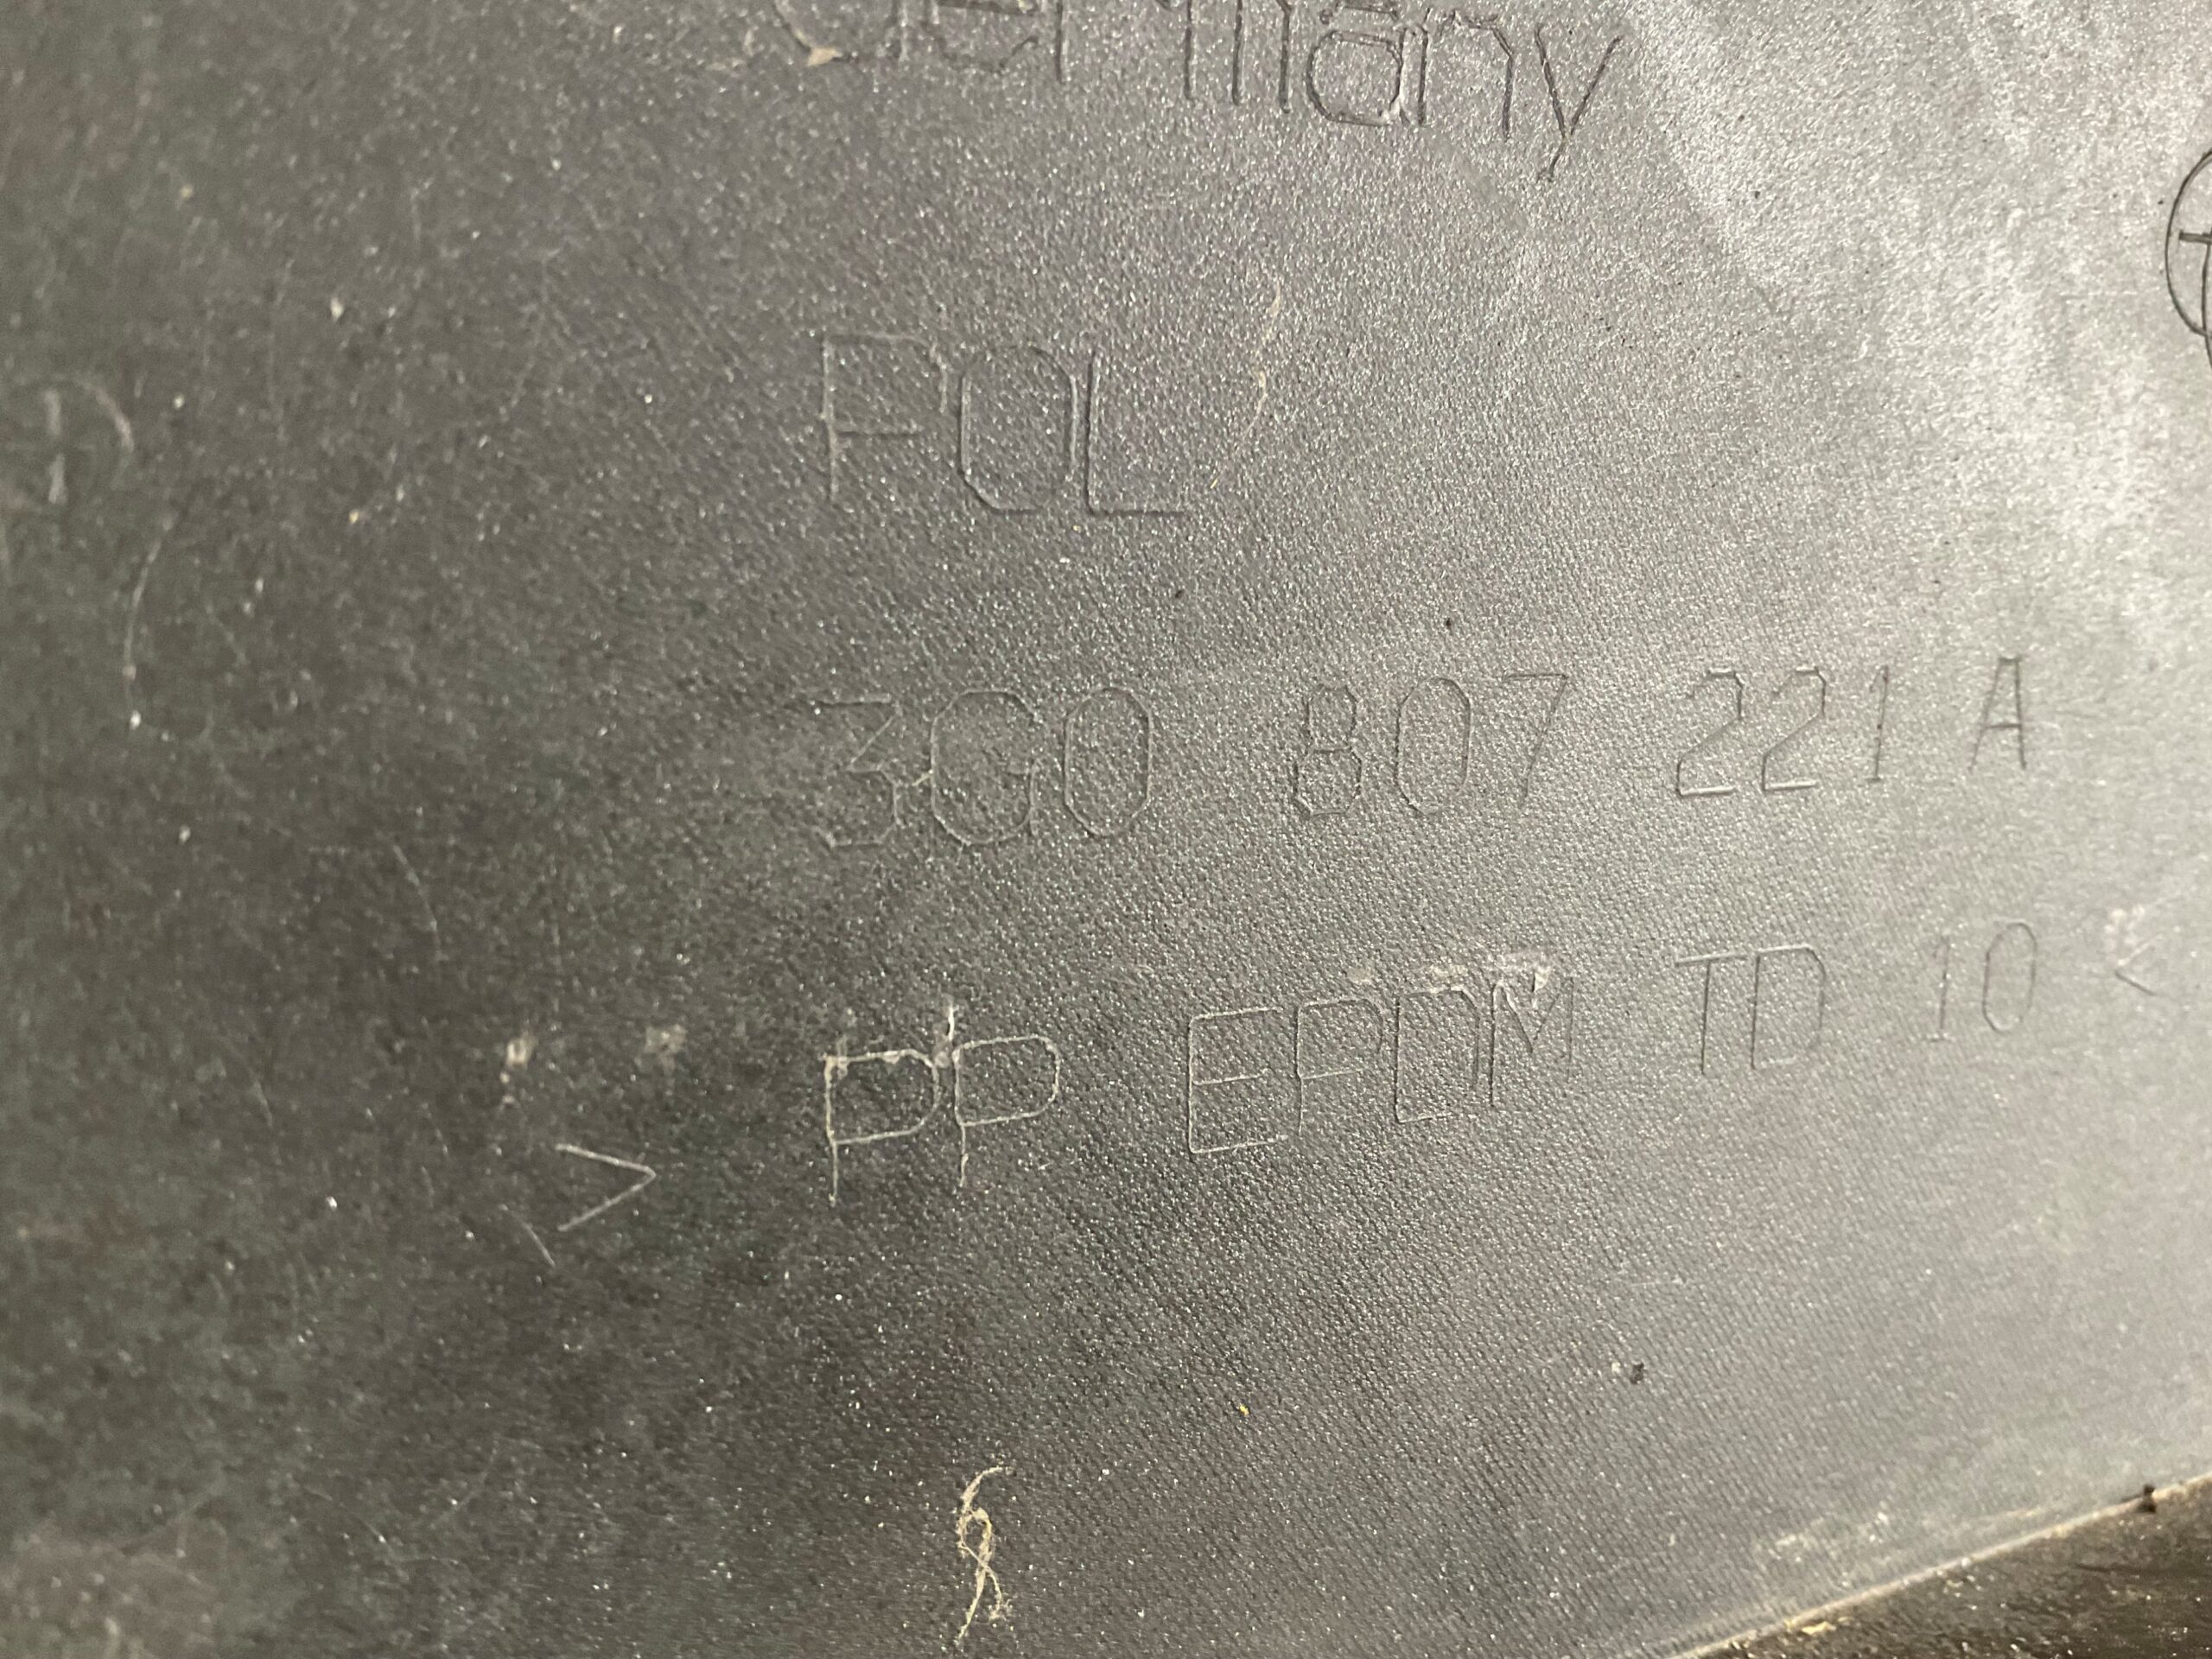 Germany
POL
3G0 807 221 A
> PP EPDM TD 10 <